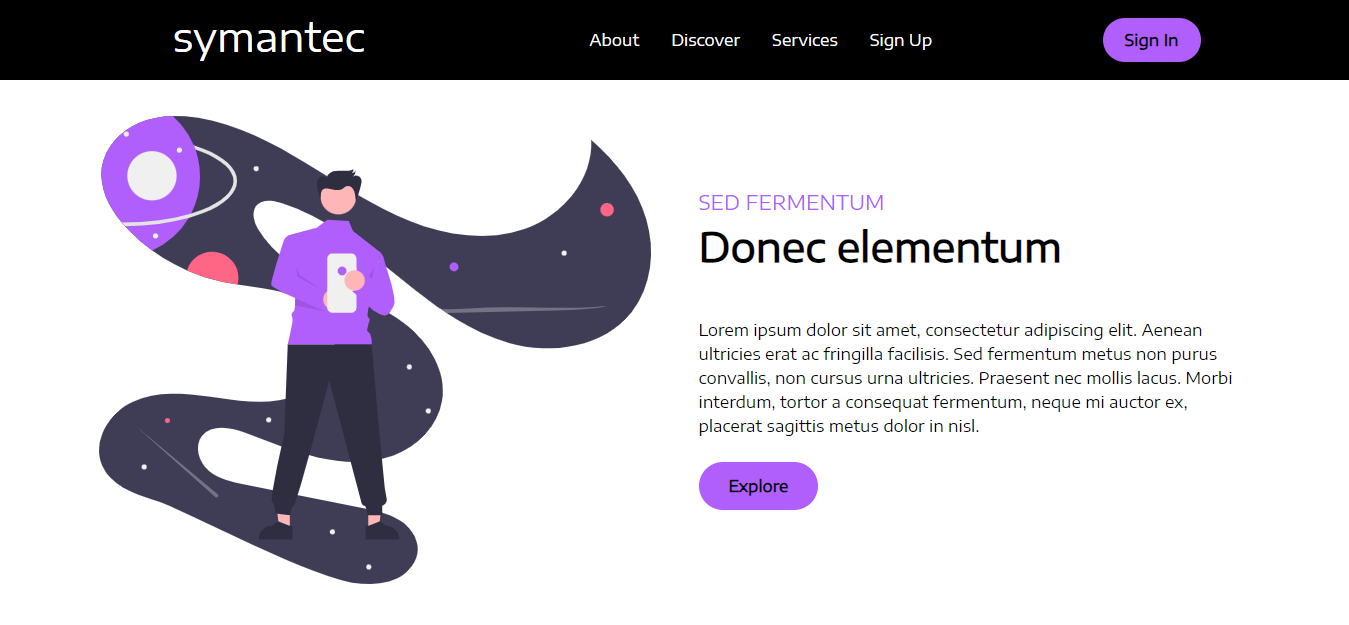 symantec
About Discover Services Sign Up
Sign In
SED FERMENTUM
Donec elementum
Lorem ipsum dolor sit amet, consectetur adipiscing elit. Aenean
ultricies erat ac fringilla facilisis. Sed fermentum metus non purus
convallis, non cursus urna ultricies. Praesent nec mollis lacus. Morbi
interdum, tortor a consequat fermentum, neque mi auctor ex,
placerat sagittis metus dolor in nisl.
Explore